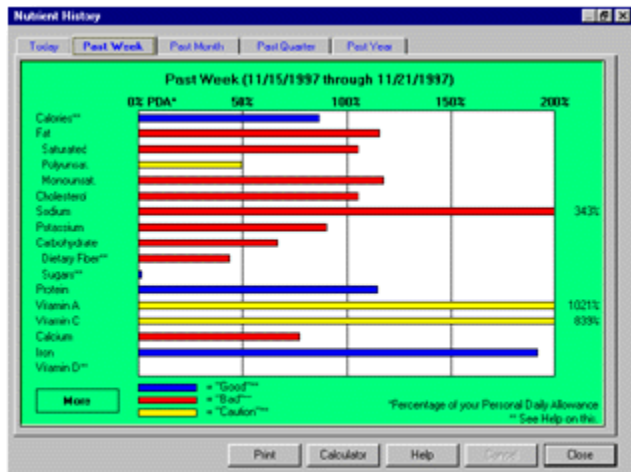 Nutrient History
Today Past Week Past Month Past Quarter Past Year
Past Week (11/15/1997 through 11/21/1997)
0% PDA* 50% 100% 150% 200%
Calories**
Fat
Saturated
Polyunsat.
Monounsat.
Cholesterol
Sodium 343%
Potassium
Carbohydrate
Dietary Fiber**
Sugars**
Protein
Vitamin A 1021%
Vitamin C 839%
Calcium
Iron
Vitamin D**
More
= "Good"**
= "Bad"**
= "Caution"**
*Percentage of your Personal Daily Allowance
** See Help on this.
Print Calculator Help Cancel Close